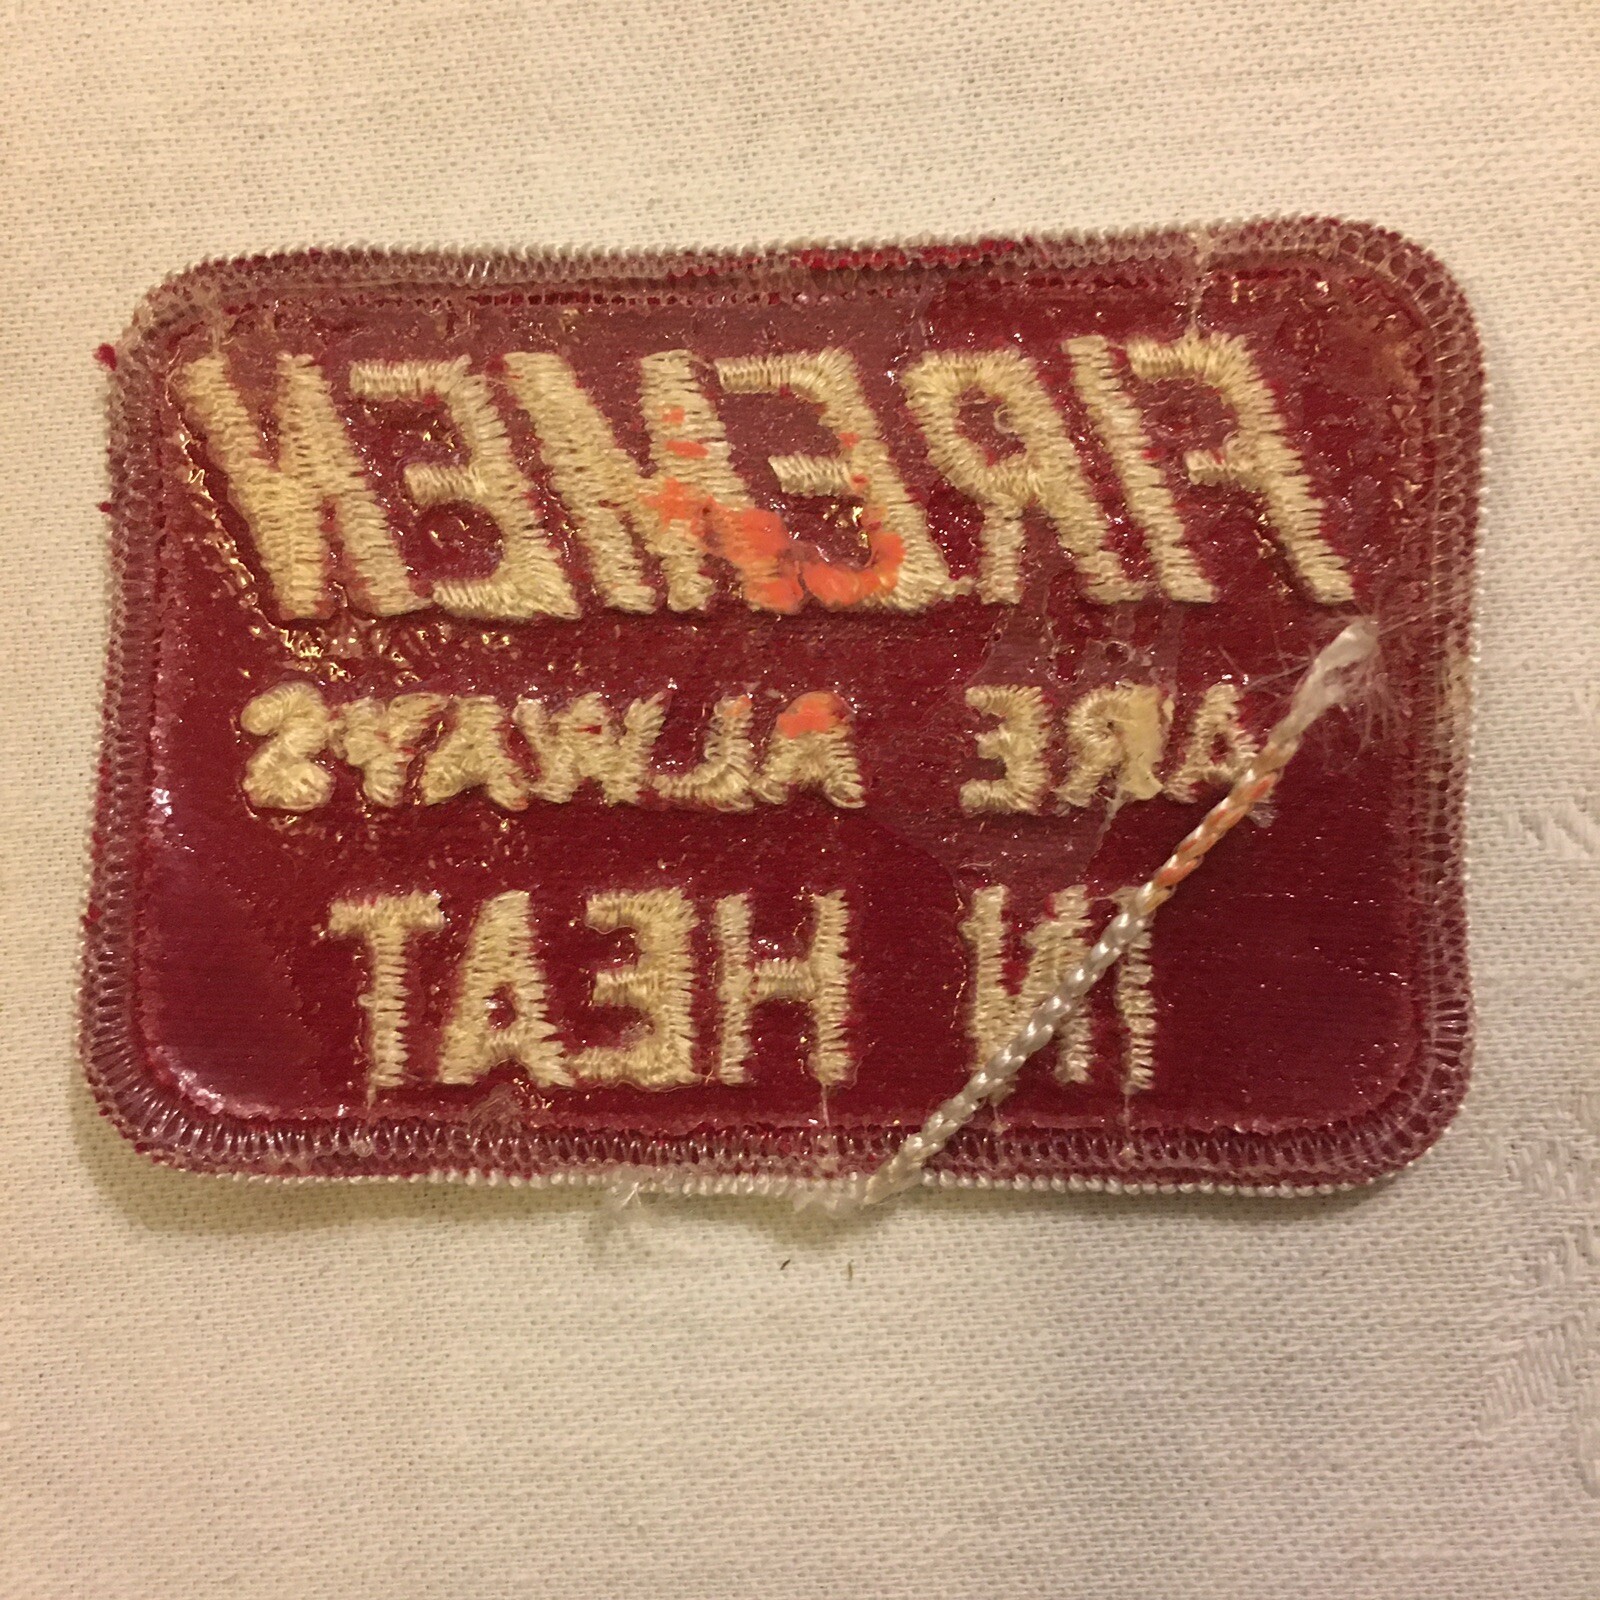 FIREMEN
ARE ALWAYS
IN HEAT